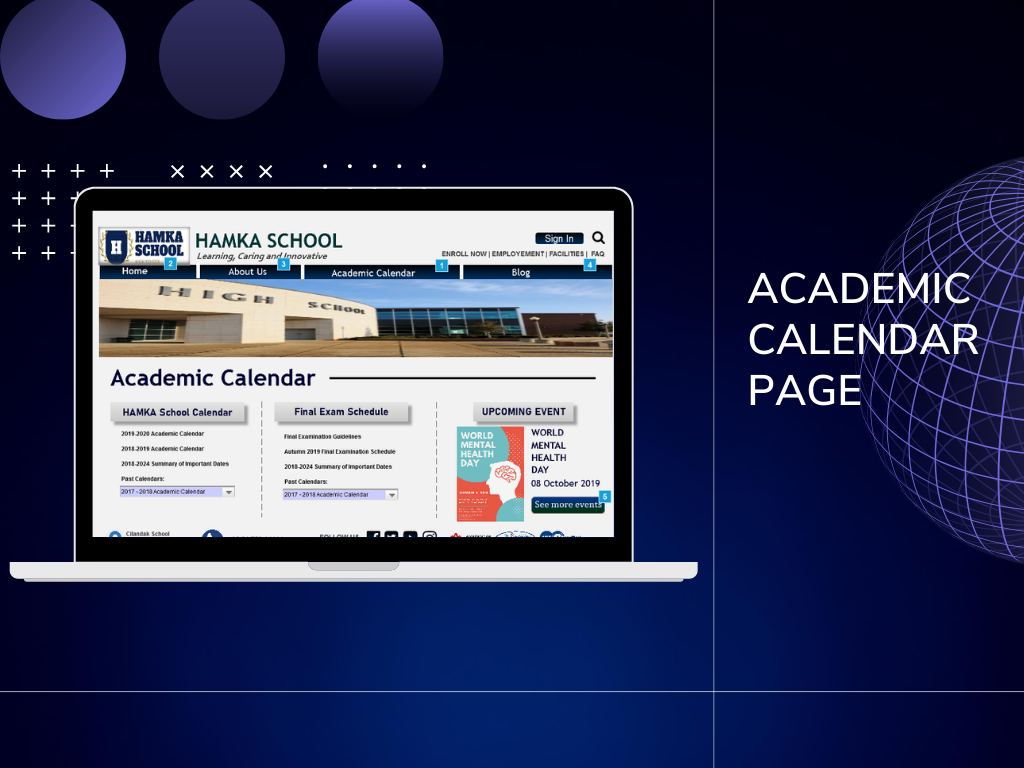 HAMKA
SCHOOL
H
HAMKA SCHOOL
Learning, Caring and Innovative
Sign In
ENROLL NOW | EMPLOYEMENT | FACILITIES | FAQ
Home
2
About Us
3
Academic Calendar
1
Blog
4
HIGH SCHOOL
Academic Calendar
HAMKA School Calendar
2019-2020 Academic Calendar
2018-2019 Academic Calendar
2018-2024 Summary of Important Dates
Past Calendars:
2017 - 2018 Academic Calendar
Final Exam Schedule
Final Examination Guidelines
Autumn 2019 Final Examination Schedule
2018-2024 Summary of Important Dates
Past Calendars:
2017 - 2018 Academic Calendar
UPCOMING EVENT
WORLD
MENTAL
HEALTH
DAY
WORLD
MENTAL
HEALTH
DAY
08 October 2019
See more events
5
Cilandak School
FOLLOW US
ACADEMIC
CALENDAR
PAGE